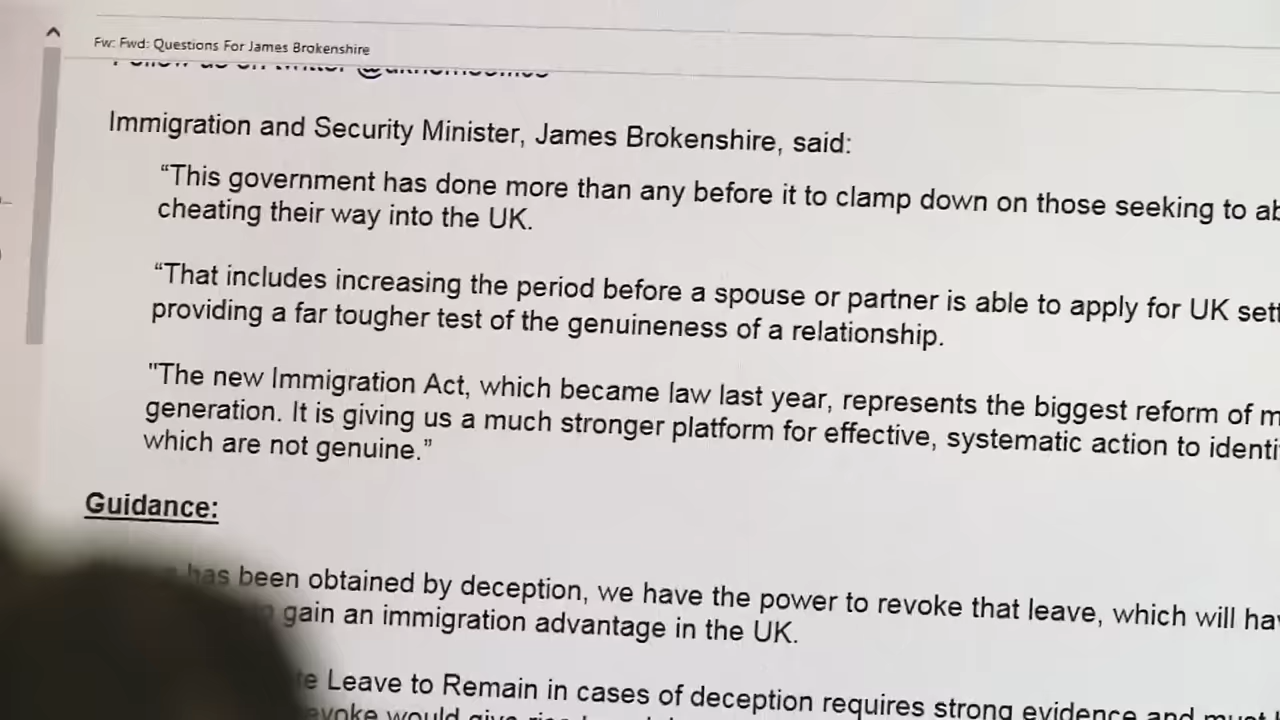 Fw: Fwd: Questions For James Brokenshire
Immigration and Security Minister, James Brokenshire, said:
“This government has done more than any before it to clamp down on those seeking to
cheating their way into the UK.
“That includes increasing the period before a spouse or partner is able to apply for UK
providing a far tougher test of the genuineness of a relationship.
"The new Immigration Act, which became law last year, represents the biggest reform of
generation. It is giving us a much stronger platform for effective, systematic action to
which are not genuine.”
Guidance:
has been obtained by deception, we have the power to revoke that leave, which will
gain an immigration advantage in the UK.
Leave to Remain in cases of deception requires strong evidence and must
would give